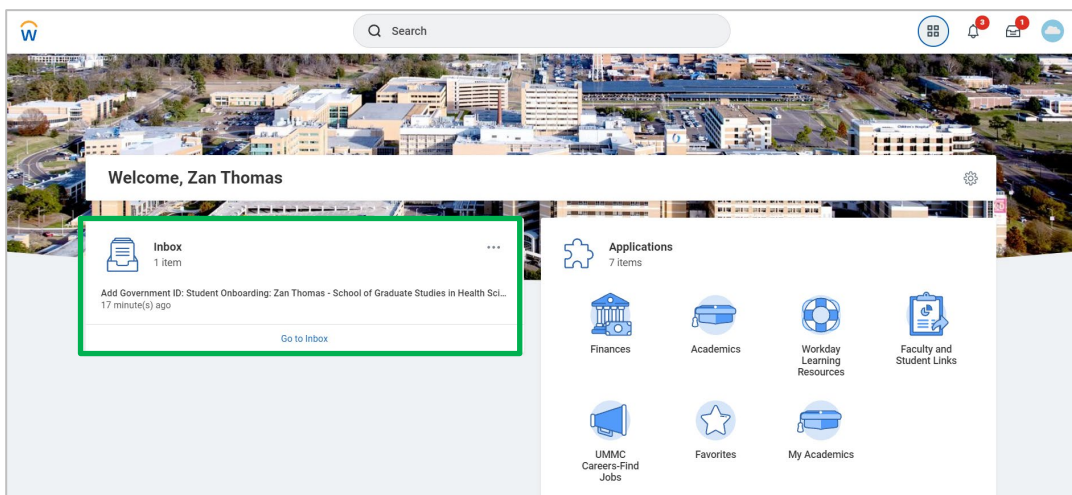 Search
3
1
Welcome, Zan Thomas
Inbox
1 item
Add Government ID: Student Onboarding: Zan Thomas - School of Graduate Studies in Health Sci...
17 minute(s) ago
Go to Inbox
Applications
7 items
Finances
Academics
Workday
Learning
Resources
Faculty and
Student Links
UMMC
Careers-Find
Jobs
Favorites
My Academics